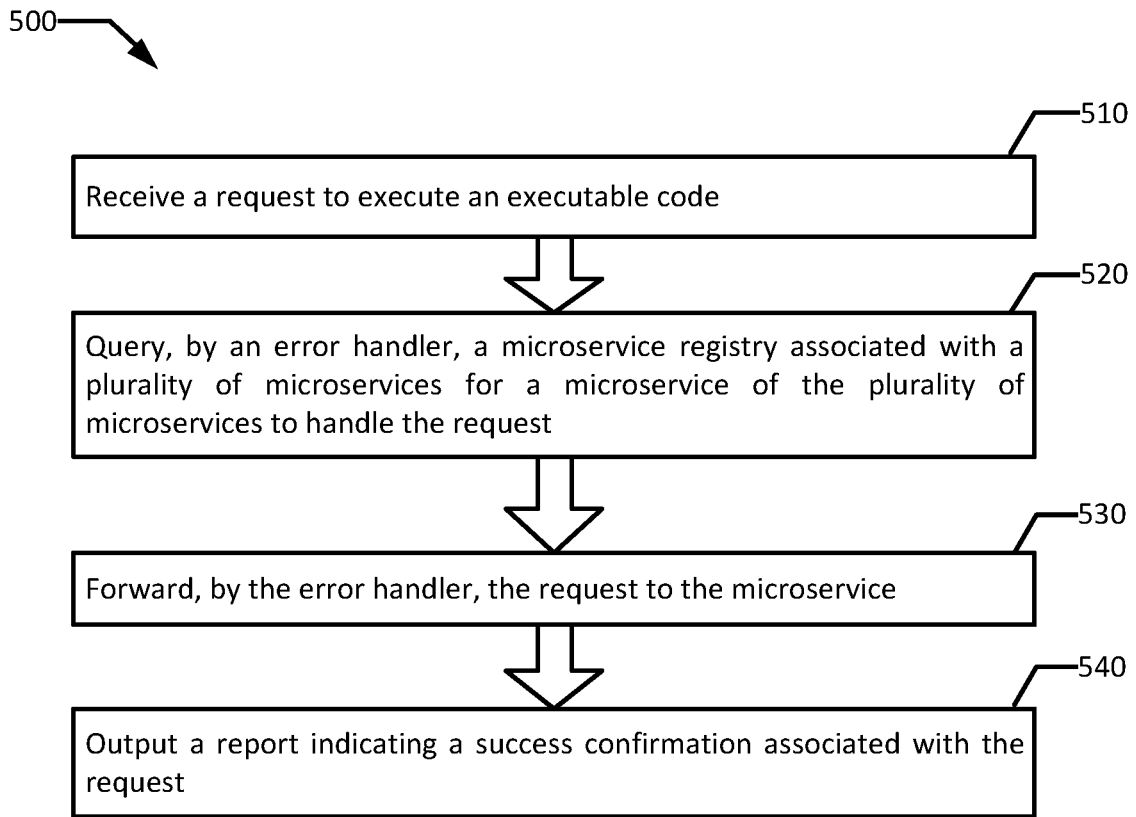 500
510
Receive a request to execute an executable code
520
Query, by an error handler, a microservice registry associated with a
plurality of microservices for a microservice of the plurality of
microservices to handle the request
530
Forward, by the error handler, the request to the microservice
540
Output a report indicating a success confirmation associated with the
request